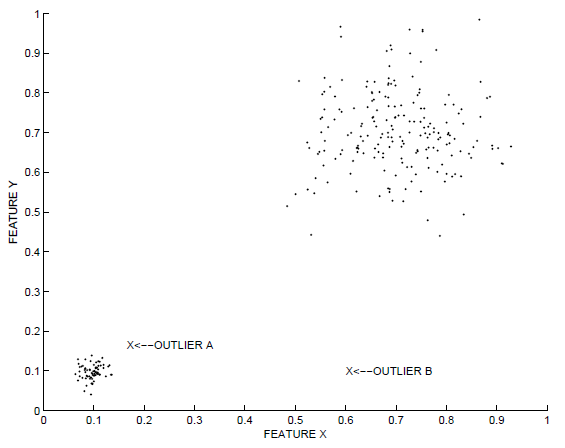 1
0.9
0.8
0.7
0.6
0.5
0.4
0.3
0.2
0.1
0
FEATURE Y
X<--OUTLIER A
X<--OUTLIER B
0 0.1 0.2 0.3 0.4 0.5 0.6 0.7 0.8 0.9 1
FEATURE X